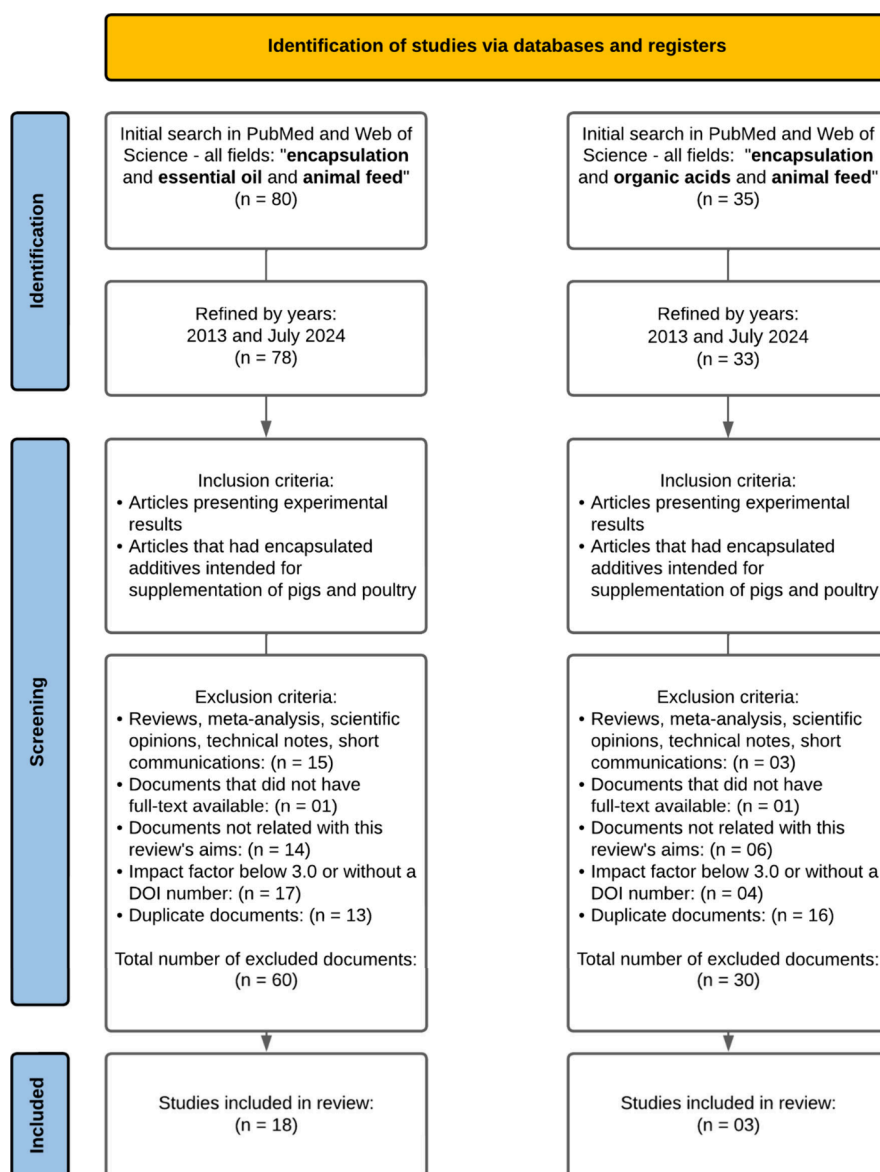 Identification of studies via databases and registers
Identification
Initial search in PubMed and Web of
Science - all fields: "encapsulation
and essential oil and animal feed"
(n = 80)
Initial search in PubMed and Web of
Science - all fields: "encapsulation
and organic acids and animal feed"
(n = 35)
Refined by years:
2013 and July 2024
(n = 78)
Refined by years:
2013 and July 2024
(n = 33)
Screening
Inclusion criteria:
• Articles presenting experimental
results
• Articles that had encapsulated
additives intended for
supplementation of pigs and poultry
Inclusion criteria:
• Articles presenting experimental
results
• Articles that had encapsulated
additives intended for
supplementation of pigs and poultry
Exclusion criteria:
• Reviews, meta-analysis, scientific
opinions, technical notes, short
communications: (n = 15)
• Documents that did not have
full-text available: (n = 01)
• Documents not related with this
review's aims: (n = 14)
• Impact factor below 3.0 or without a
DOI number: (n = 17)
• Duplicate documents: (n = 13)
Total number of excluded documents:
(n = 60)
Exclusion criteria:
• Reviews, meta-analysis, scientific
opinions, technical notes, short
communications: (n = 03)
• Documents that did not have
full-text available: (n = 01)
• Documents not related with this
review's aims: (n = 06)
• Impact factor below 3.0 or without a
DOI number: (n = 04)
• Duplicate documents: (n = 16)
Total number of excluded documents:
(n = 30)
Included
Studies included in review:
(n = 18)
Studies included in review:
(n = 03)